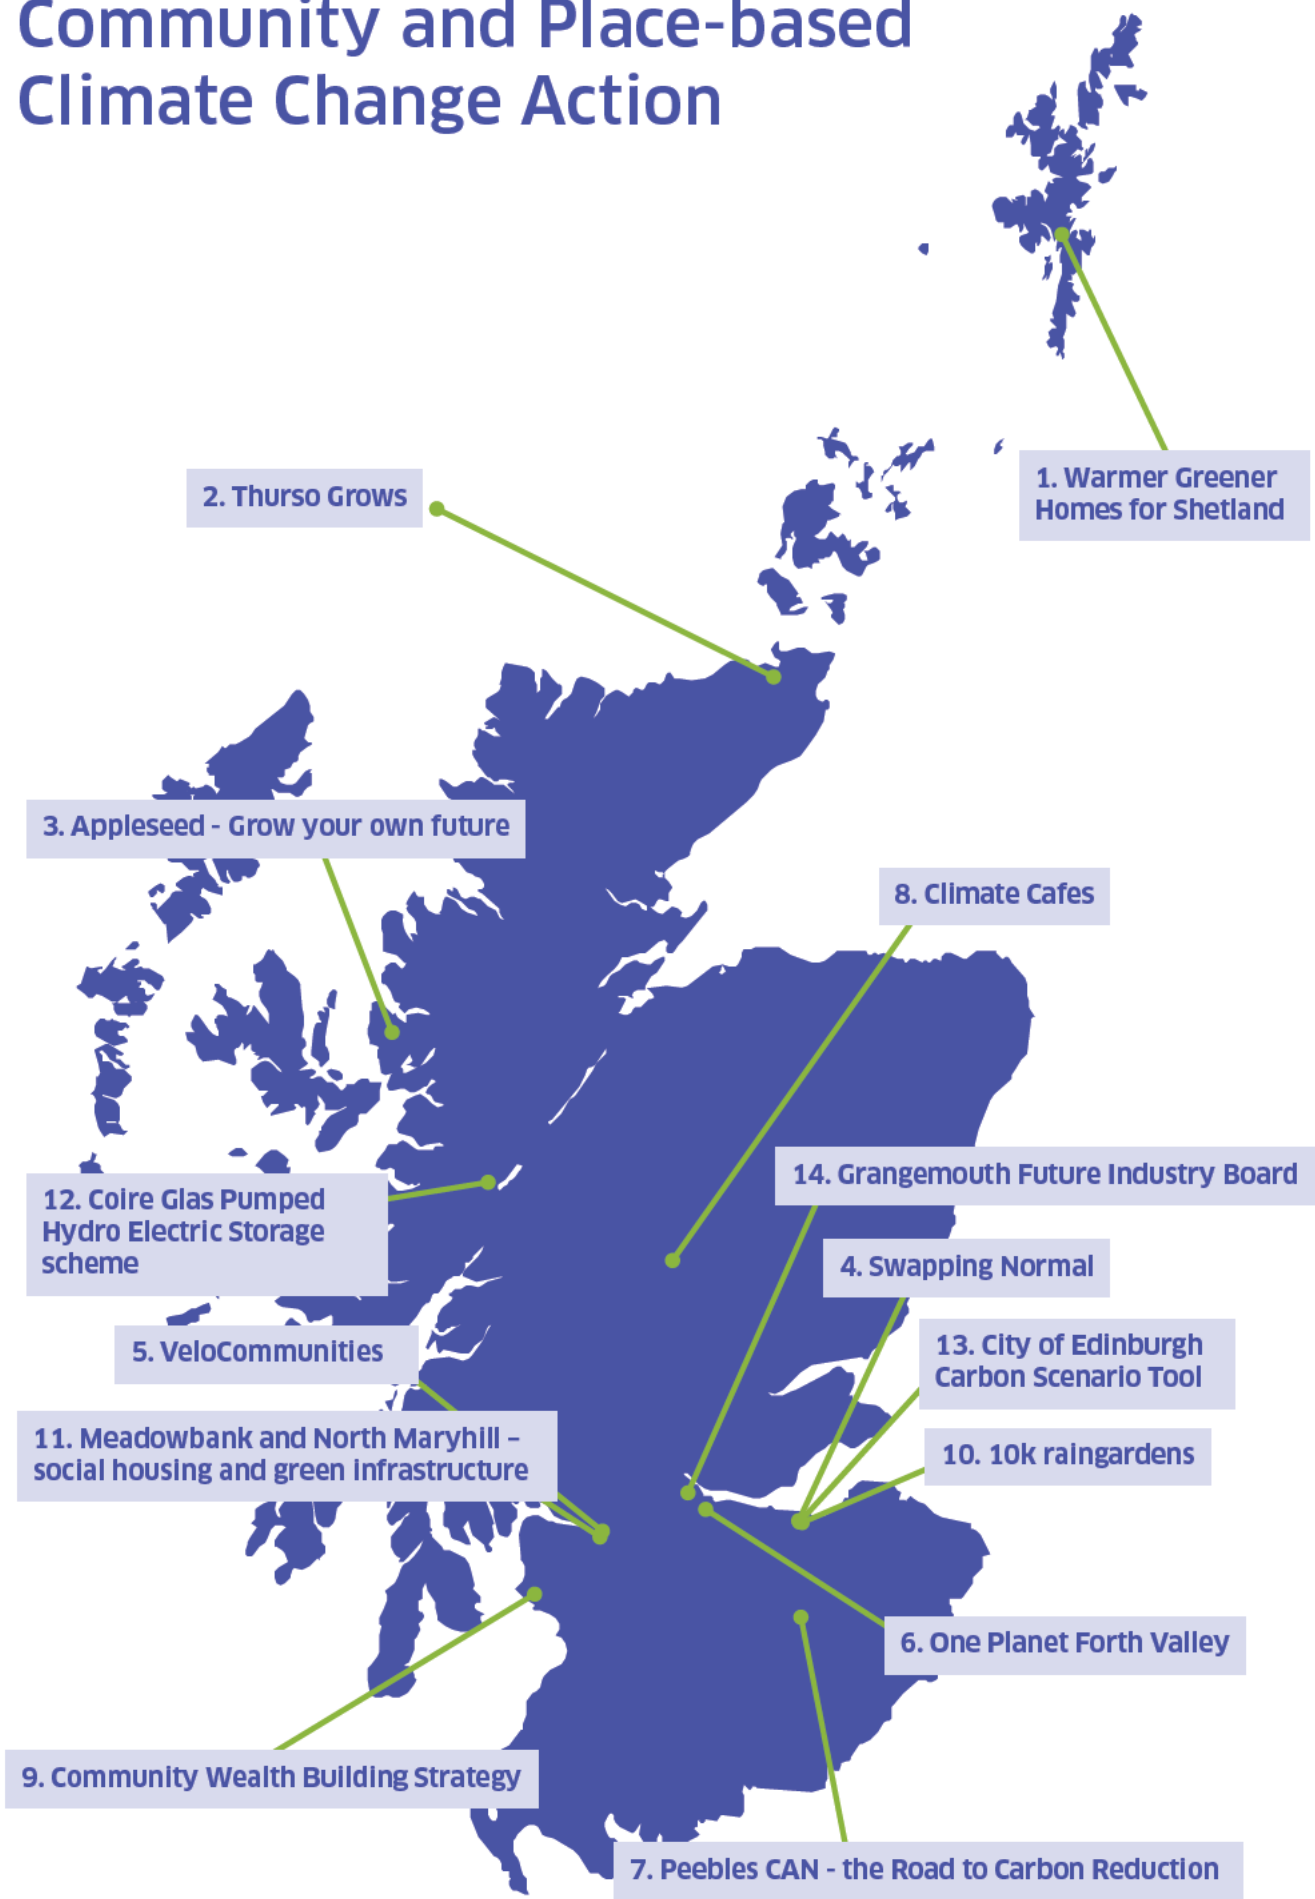 Community and Place-based
Climate Change Action
1. Warmer Greener
Homes for Shetland
2. Thurso Grows
3. Appleseed - Grow your own future
8. Climate Cafes
14. Grangemouth Future Industry Board
12. Coire Glas Pumped
Hydro Electric Storage
scheme
4. Swapping Normal
5. VeloCommunities
13. City of Edinburgh
Carbon Scenario Tool
11. Meadowbank and North Maryhill –
social housing and green infrastructure
10. 10k raingardens
6. One Planet Forth Valley
9. Community Wealth Building Strategy
7. Peebles CAN - the Road to Carbon Reduction